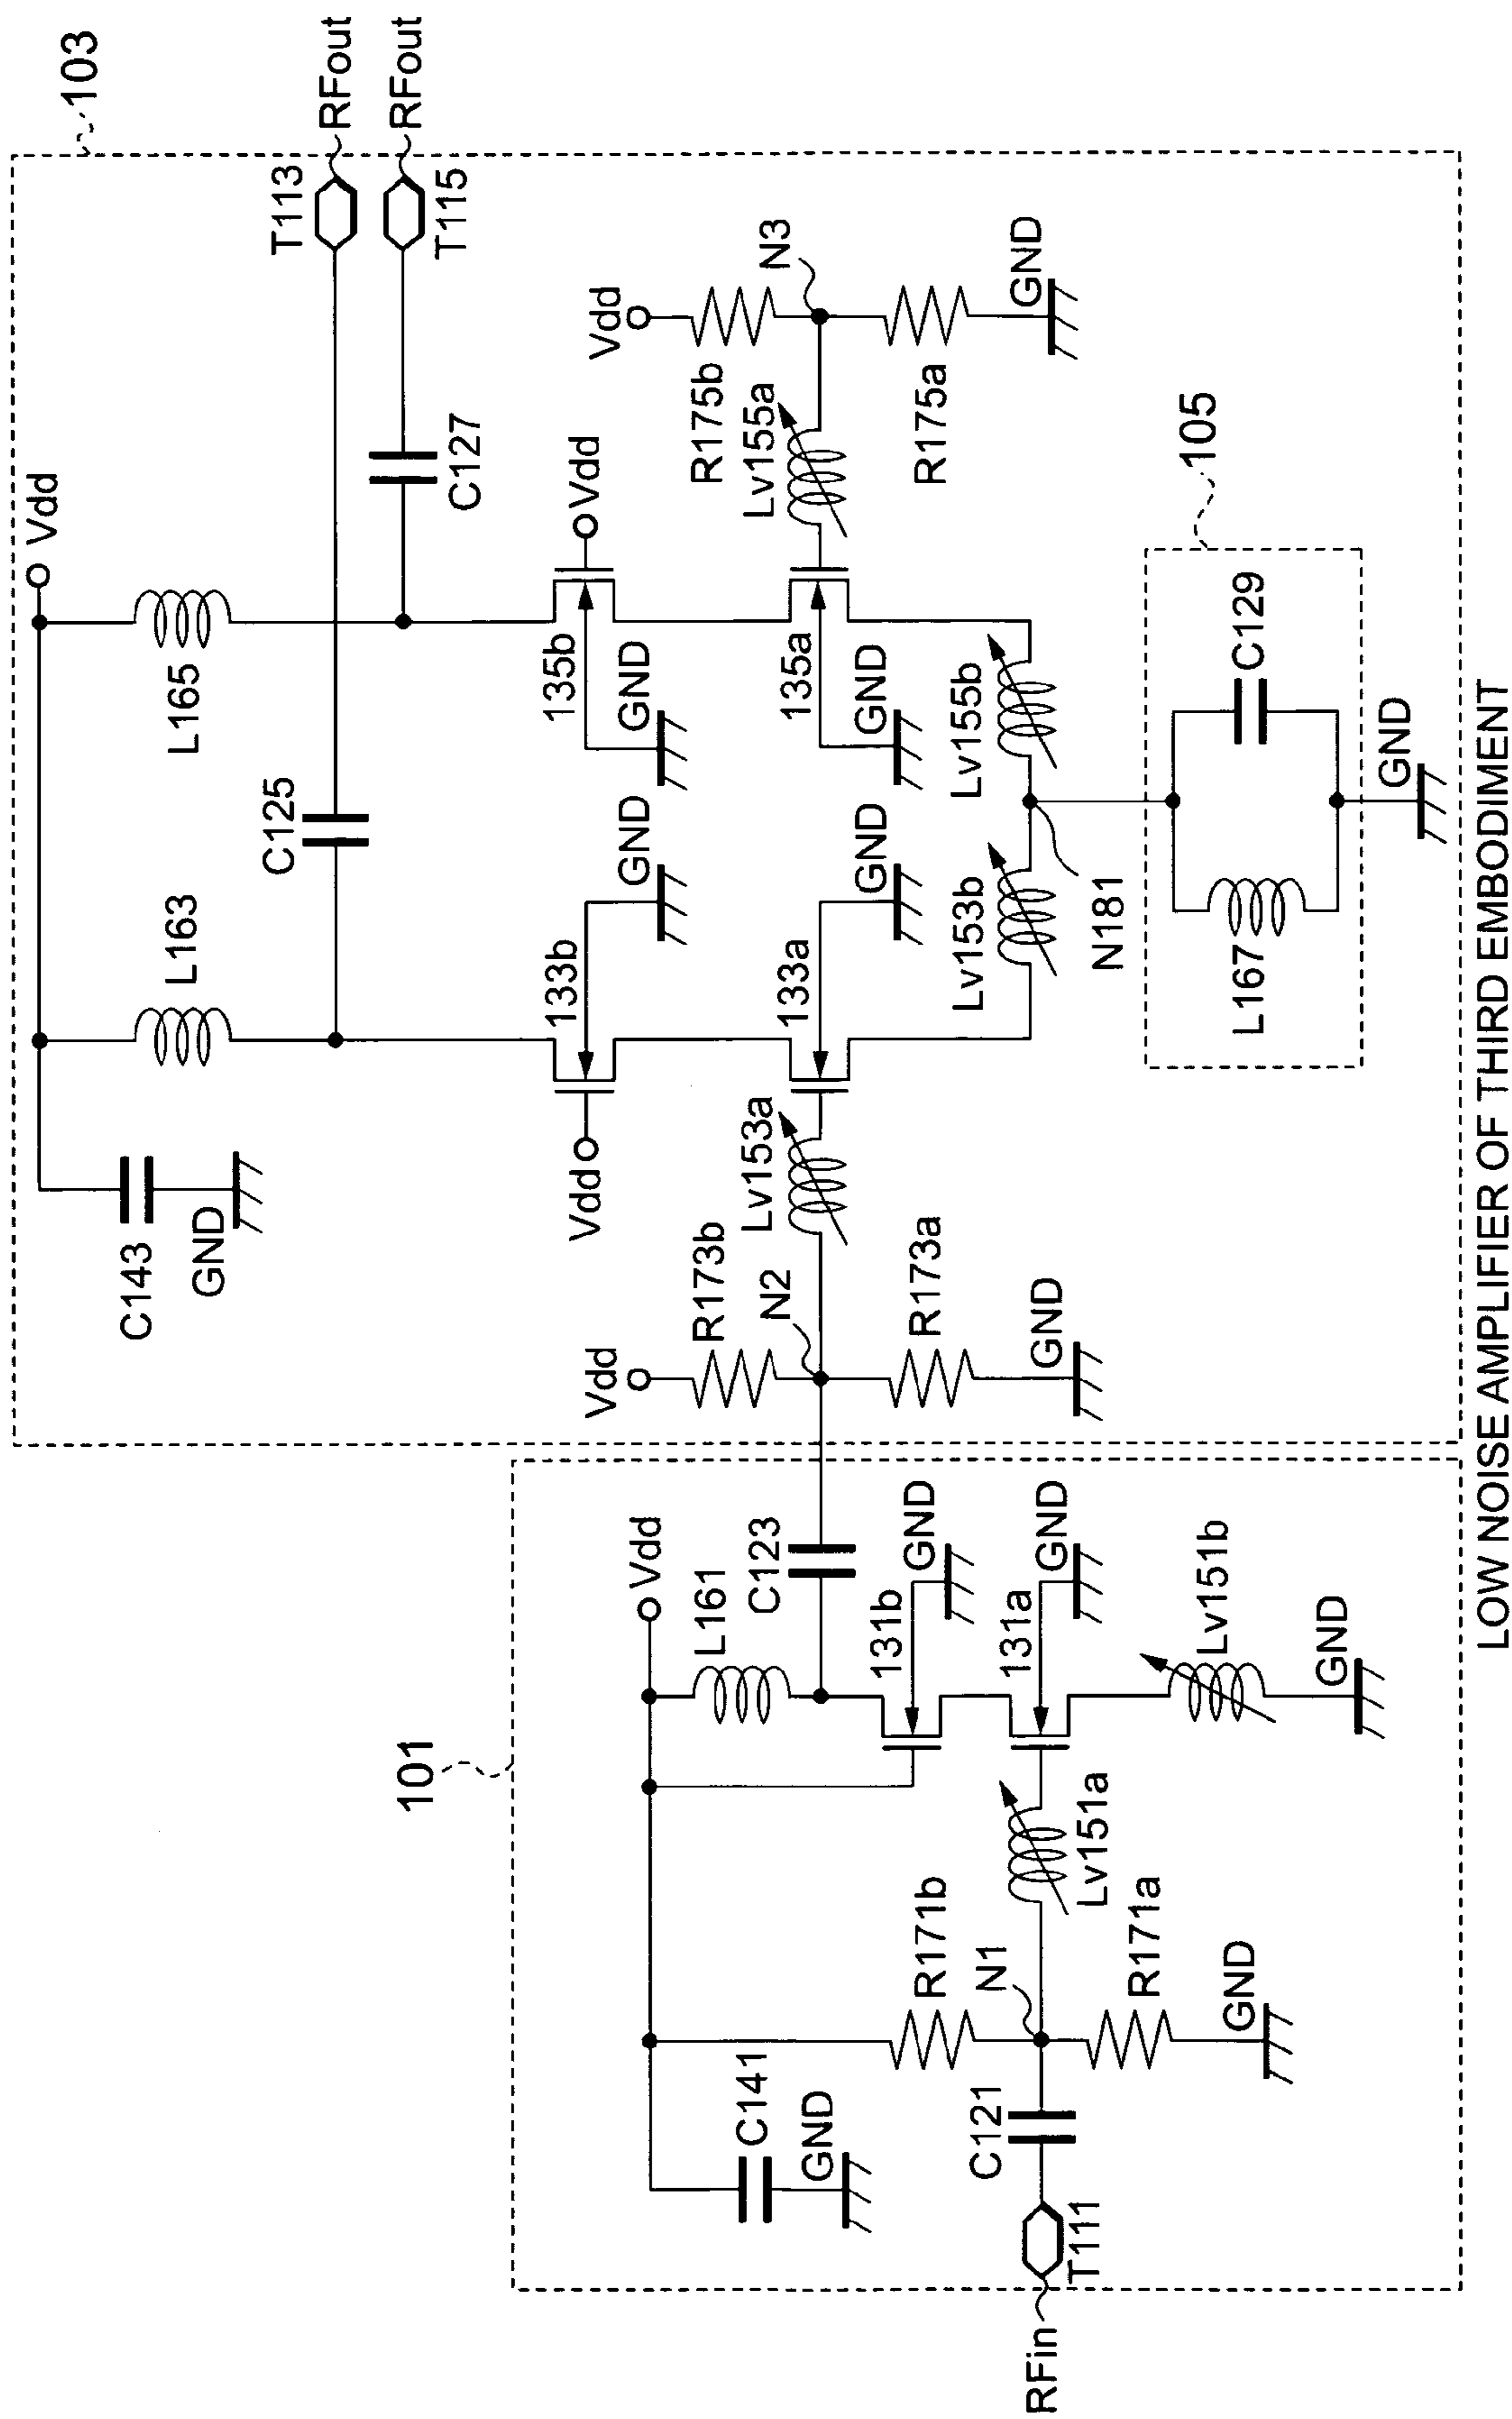 103
Vdd
RFout
RFout
T113
T115
L163
L165
C125
C127
C143
GND
Vdd
133b
GND
135b
GND
Vdd
Vdd
R173b
N2
Lv153a
133a
GND
135a
GND
Lv155a
R175b
Vdd
N3
R173a
GND
R175a
GND
Lv153b
Lv155b
N181
105
L167
C129
GND
101
Vdd
L161
C123
C141
GND
R171b
131b
GND
N1
Lv151a
131a
GND
RFin
T111
C121
R171a
GND
Lv151b
GND
LOW NOISE AMPLIFIER OF THIRD EMBODIMENT